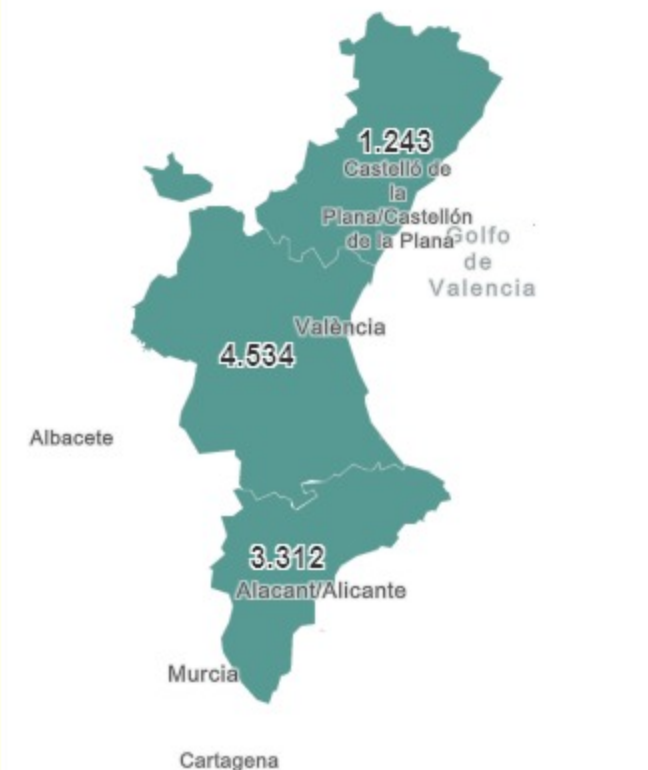 1.243
Castelló de
la
Plana/Castellón
de la Plana
Golfo
de
Valencia
València
4.534
Albacete
3.312
Alacant/Alicante
Murcia
Cartagena